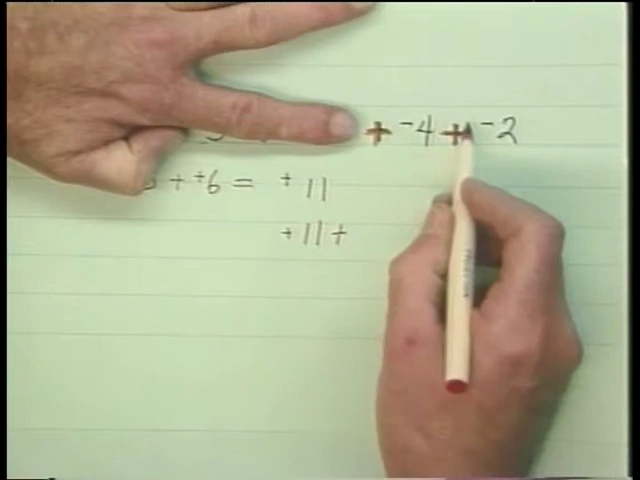 + ⁻4 + ⁻2
+ ⁺6 = ⁺11
⁺11 +